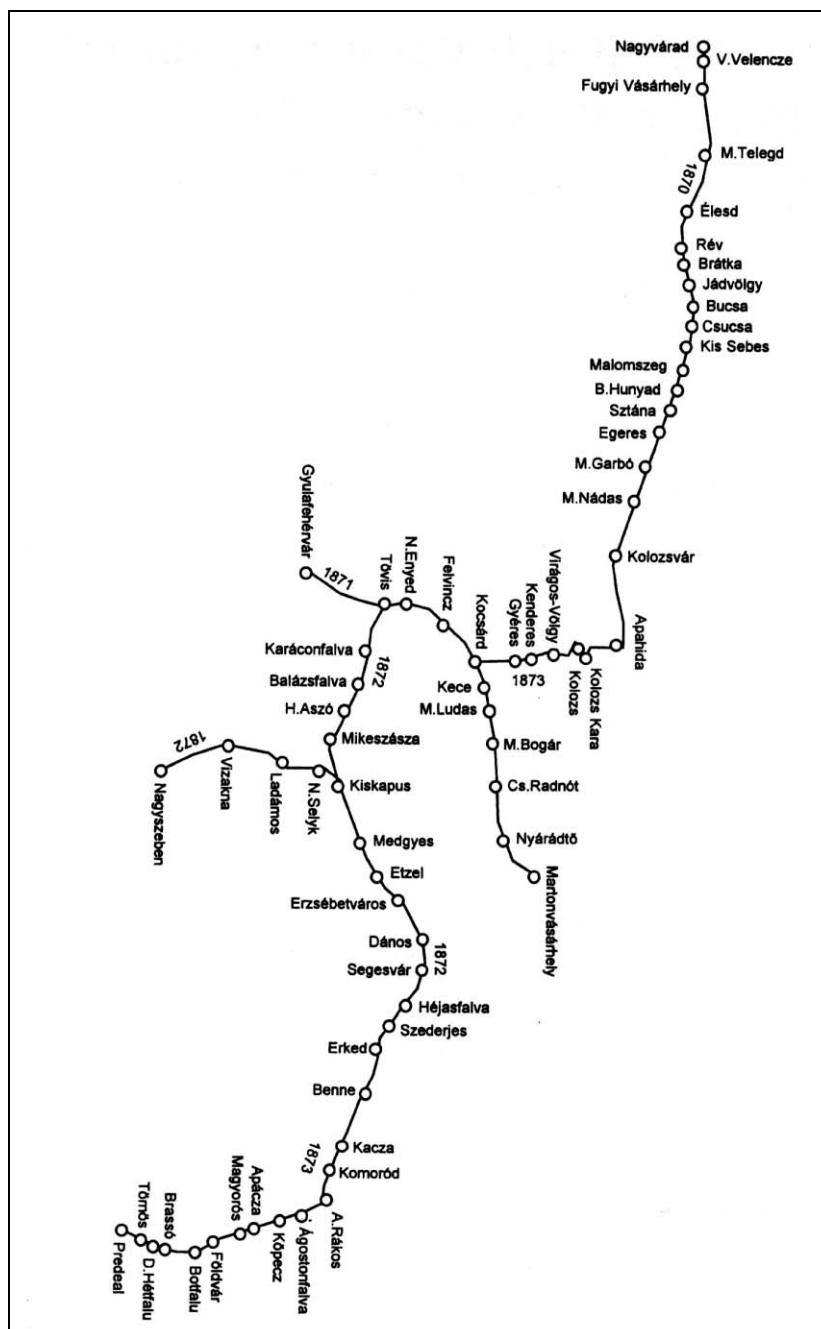 Nagyvárad
V.Velencze
Fugyi Vásárhely
M.Telegd
1870
Élesd
Rév
Brátka
Jádvölgy
Bucsa
Csucsa
Kis Sebes
Malomszeg
B.Hunyad
Sztána
Egeres
M.Garbó
M.Nádas
Kolozsvár
Apahida
Kolozs Kara
Kolozs
Virágos-Völgy
1873
Kenderes
Gyéres
Kocsárd
Felvincz
N.Enyed
Tövis
1871
Gyulafehérvár
Kece
M.Ludas
M.Bogár
Cs.Radnót
Nyárádtő
Martonvásárhely
Karáconfalva
1872
Balázsfalva
H.Aszó
Mikeszásza
Kiskapus
N.Selyk
Ladámos
Vizakna
1872
Nagyszeben
Medgyes
Etzel
Erzsébetváros
Dános
1872
Segesvár
Héjasfalva
Szederjes
Erked
Benne
Kacza
1873
Komoród
A.Rákos
Ágostonfalva
Köpecz
Apácza
Magyorós
Földvár
Botfalu
Brassó
D.Hétfalu
Tömös
Predeal